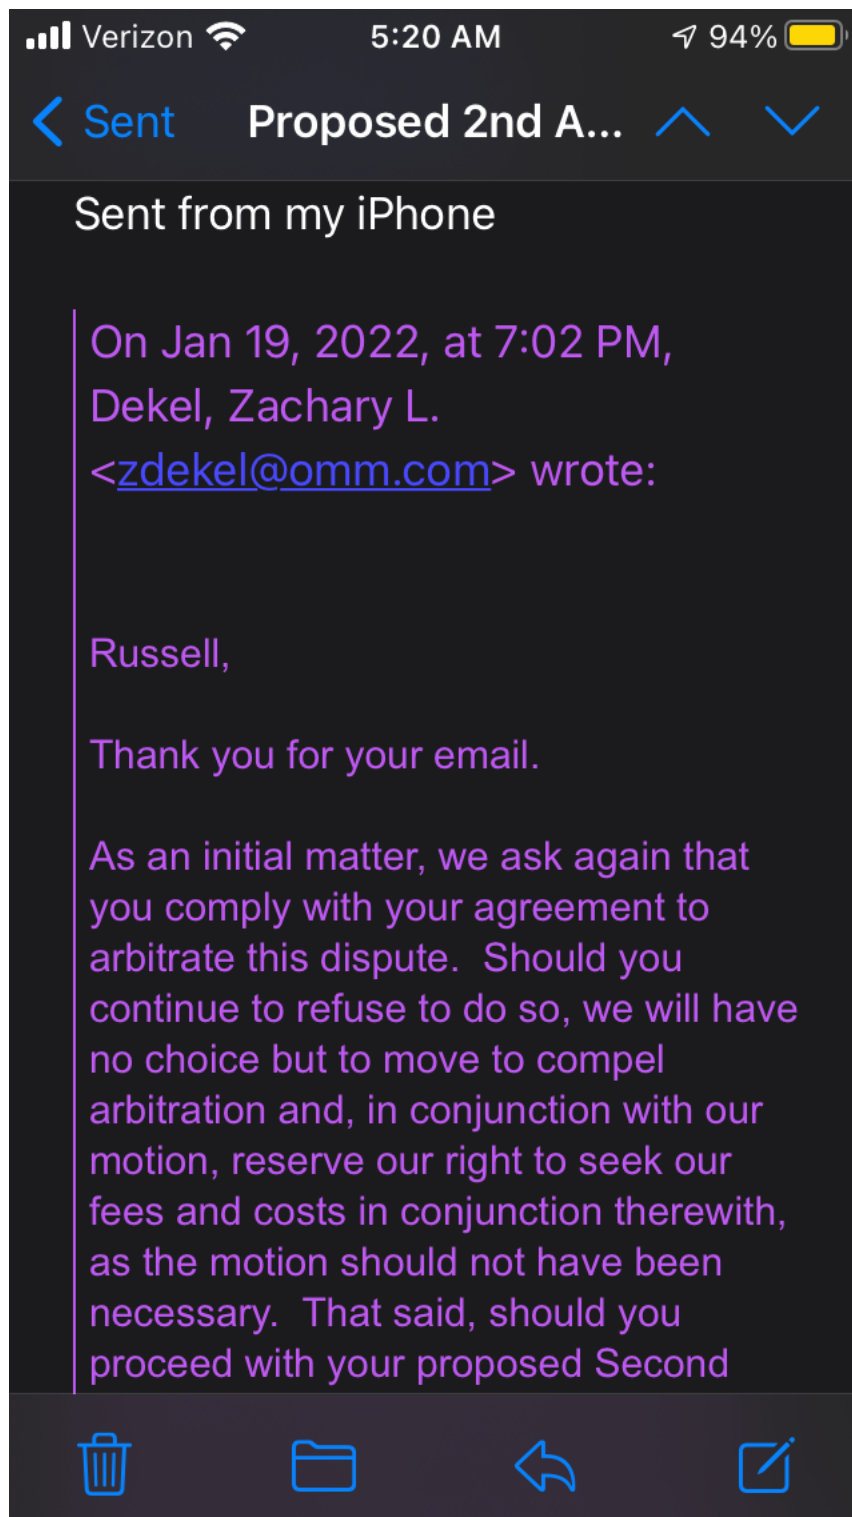 Verizon 5:20 AM 94%
Sent Proposed 2nd A...
Sent from my iPhone
On Jan 19, 2022, at 7:02 PM,
Dekel, Zachary L.
<zdekel@omm.com> wrote:
Russell,
Thank you for your email.
As an initial matter, we ask again that
you comply with your agreement to
arbitrate this dispute.  Should you
continue to refuse to do so, we will have
no choice but to move to compel
arbitration and, in conjunction with our
motion, reserve our right to seek our
fees and costs in conjunction therewith,
as the motion should not have been
necessary.  That said, should you
proceed with your proposed Second